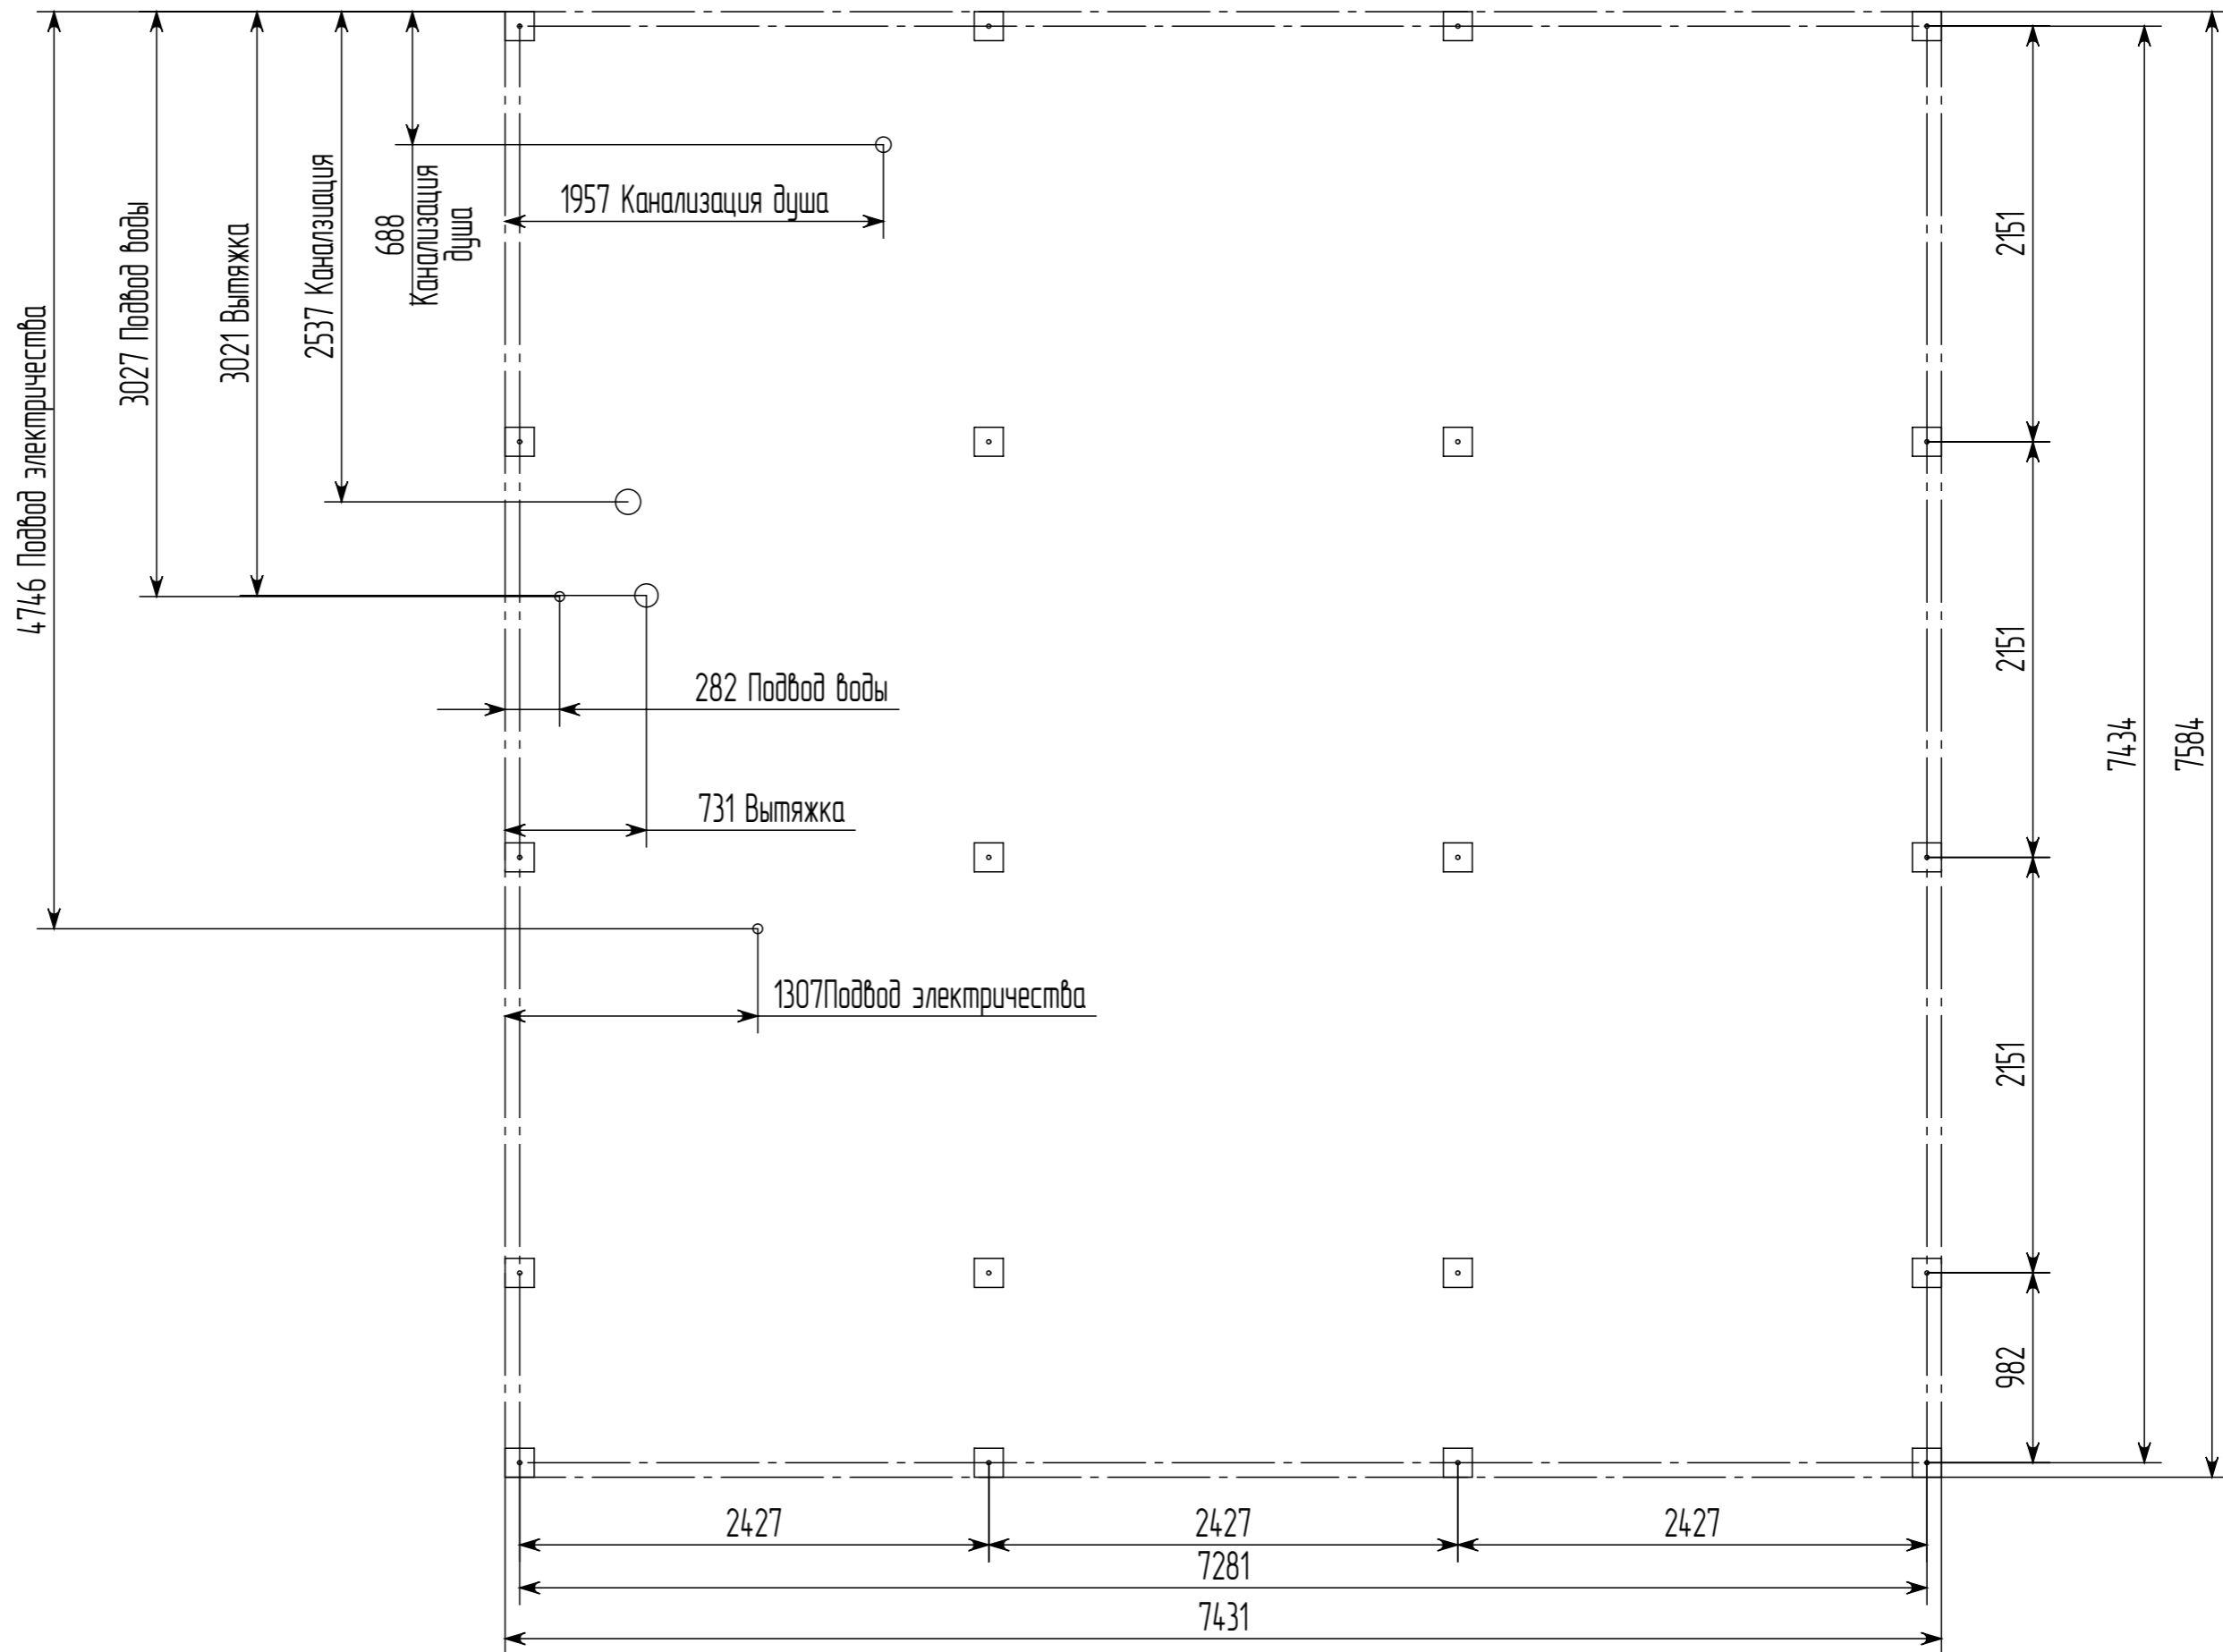 4746 Подвод электричества
3027 Подвод воды
3021 Вытяжка
2537 Каналзиация
688
Канализация
душа
1957 Канализация душа
282 Подвод воды
731 Вытяжка
1307Подвод электричества
2151
2151
2151
982
7434
7584
2427
2427
2427
7281
7431